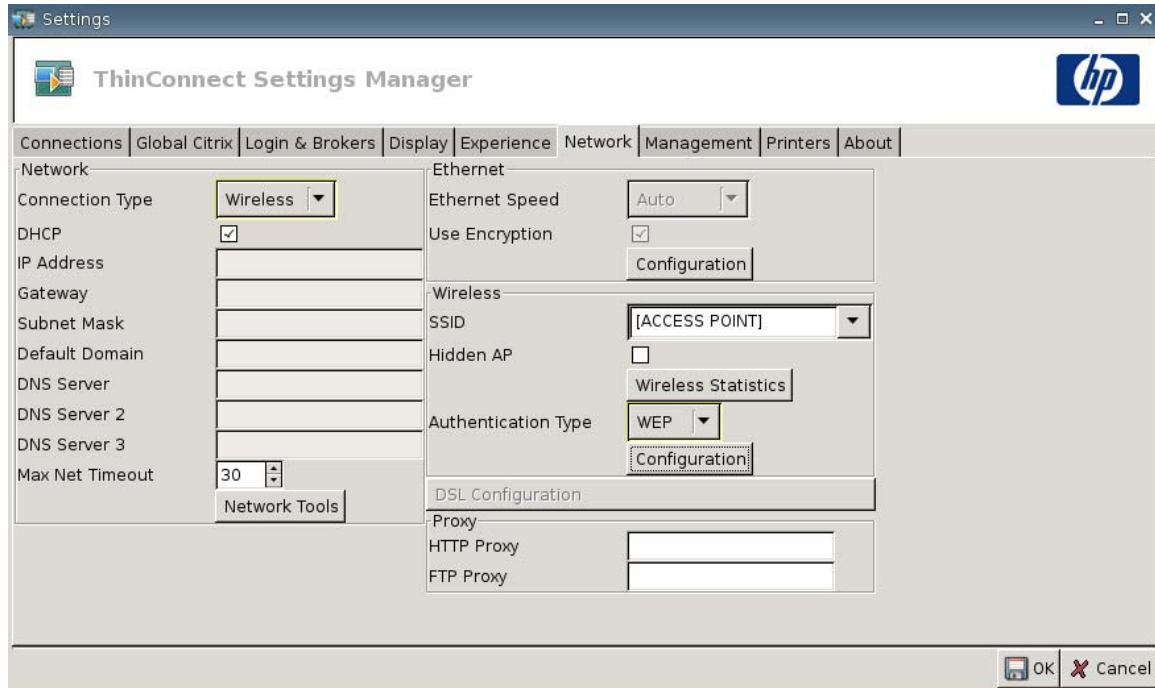 Settings
ThinConnect Settings Manager
hp
Connections Global Citrix Login & Brokers Display Experience Network Management Printers About
Network
Connection Type Wireless
DHCP
IP Address
Gateway
Subnet Mask
Default Domain
DNS Server
DNS Server 2
DNS Server 3
Max Net Timeout 30
Network Tools
Ethernet
Ethernet Speed Auto
Use Encryption
Configuration
Wireless
SSID [ACCESS POINT]
Hidden AP
Wireless Statistics
Authentication Type WEP
Configuration
DSL Configuration
Proxy
HTTP Proxy
FTP Proxy
OK Cancel